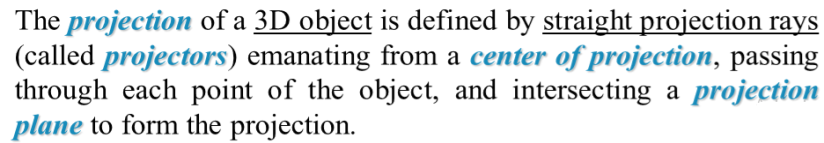 The projection of a 3D object is defined by straight projection rays
(called projectors) emanating from a center of projection, passing
through each point of the object, and intersecting a projection
plane to form the projection.